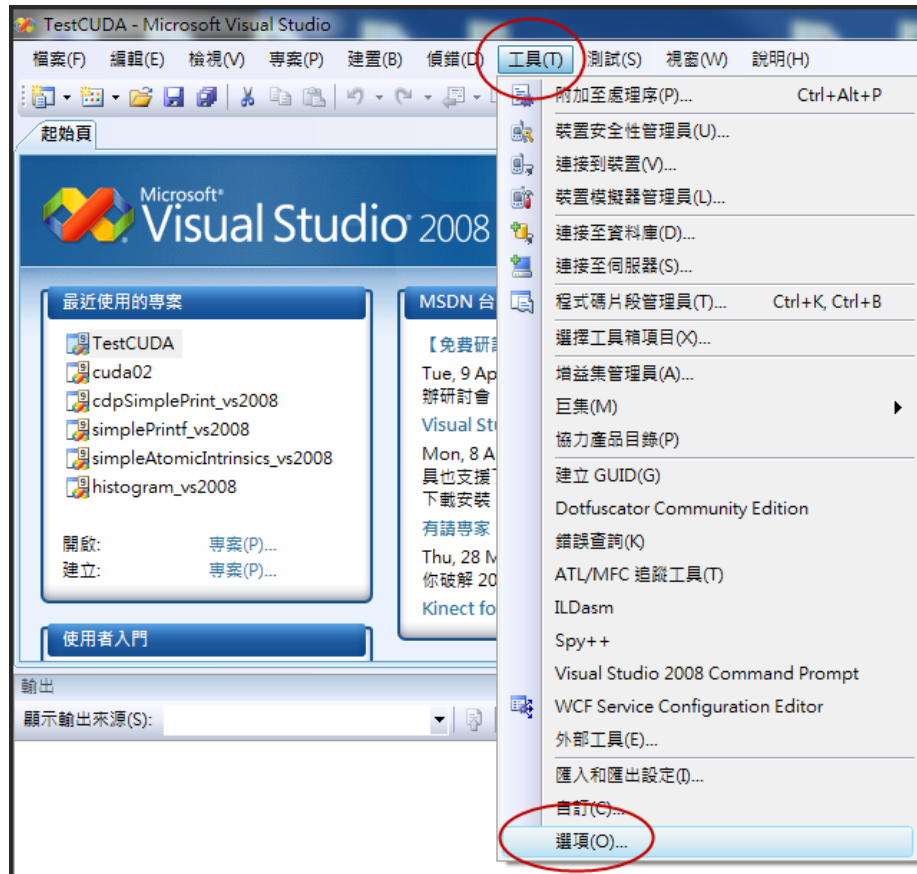 TestCUDA - Microsoft Visual Studio
檔案(F) 編輯(E) 檢視(V) 專案(P) 建置(B) 偵錯(D) 工具(T) 測試(S) 視窗(W) 說明(H)
起始頁
Microsoft
Visual Studio 2008
最近使用的專案
TestCUDA
cuda02
cdpSimplePrint_vs2008
simplePrintf_vs2008
simpleAtomicIntrinsics_vs2008
histogram_vs2008
開啟: 專案(P)...
建立: 專案(P)...
使用者入門
MSDN 台
【免費研
Tue, 9 Ap
辦研討會
Visual St
Mon, 8 A
具也支援
下載安裝
有請專家
Thu, 28 M
你破解 20
Kinect fo
輸出
顯示輸出來源(S):
附加至處理序(P)... Ctrl+Alt+P
裝置安全性管理員(U)...
連接到裝置(V)...
裝置模擬器管理員(L)...
連接至資料庫(D)...
連接至伺服器(S)...
程式碼片段管理員(T)... Ctrl+K, Ctrl+B
選擇工具箱項目(X)...
增益集管理員(A)...
巨集(M)
協力產品目錄(P)
建立 GUID(G)
Dotfuscator Community Edition
錯誤查詢(K)
ATL/MFC 追蹤工具(T)
ILDasm
Spy++
Visual Studio 2008 Command Prompt
WCF Service Configuration Editor
外部工具(E)...
匯入和匯出設定(I)...
自訂(C)...
選項(O)...